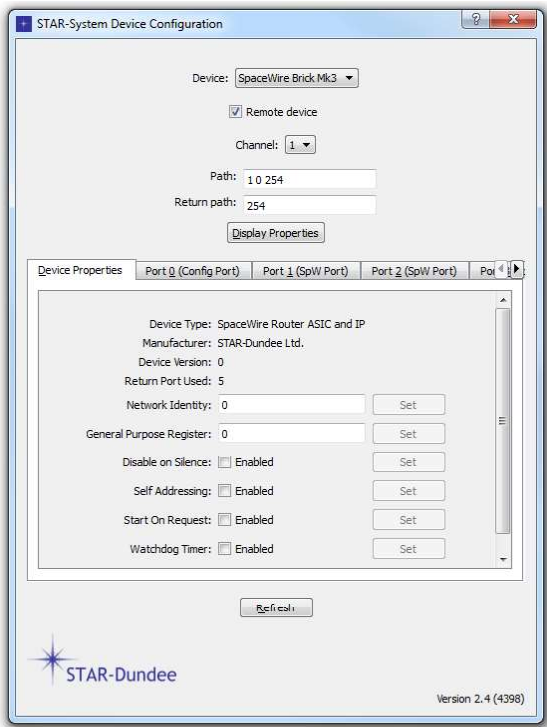 STAR-System Device Configuration
Device: SpaceWire Brick Mk3
Remote device
Channel: 1
Path: 1 0 254
Return path: 254
Display Properties
Device Properties Port 0 (Config Port) Port 1 (SpW Port) Port 2 (SpW Port)
Device Type: SpaceWire Router ASIC and IP
Manufacturer: STAR-Dundee Ltd.
Device Version: 0
Return Port Used: 5
Network Identity: 0 Set
General Purpose Register: 0 Set
Disable on Silence: Enabled Set
Self Addressing: Enabled Set
Start On Request: Enabled Set
Watchdog Timer: Enabled Set
Refresh
STAR-Dundee
Version 2.4 (4398)